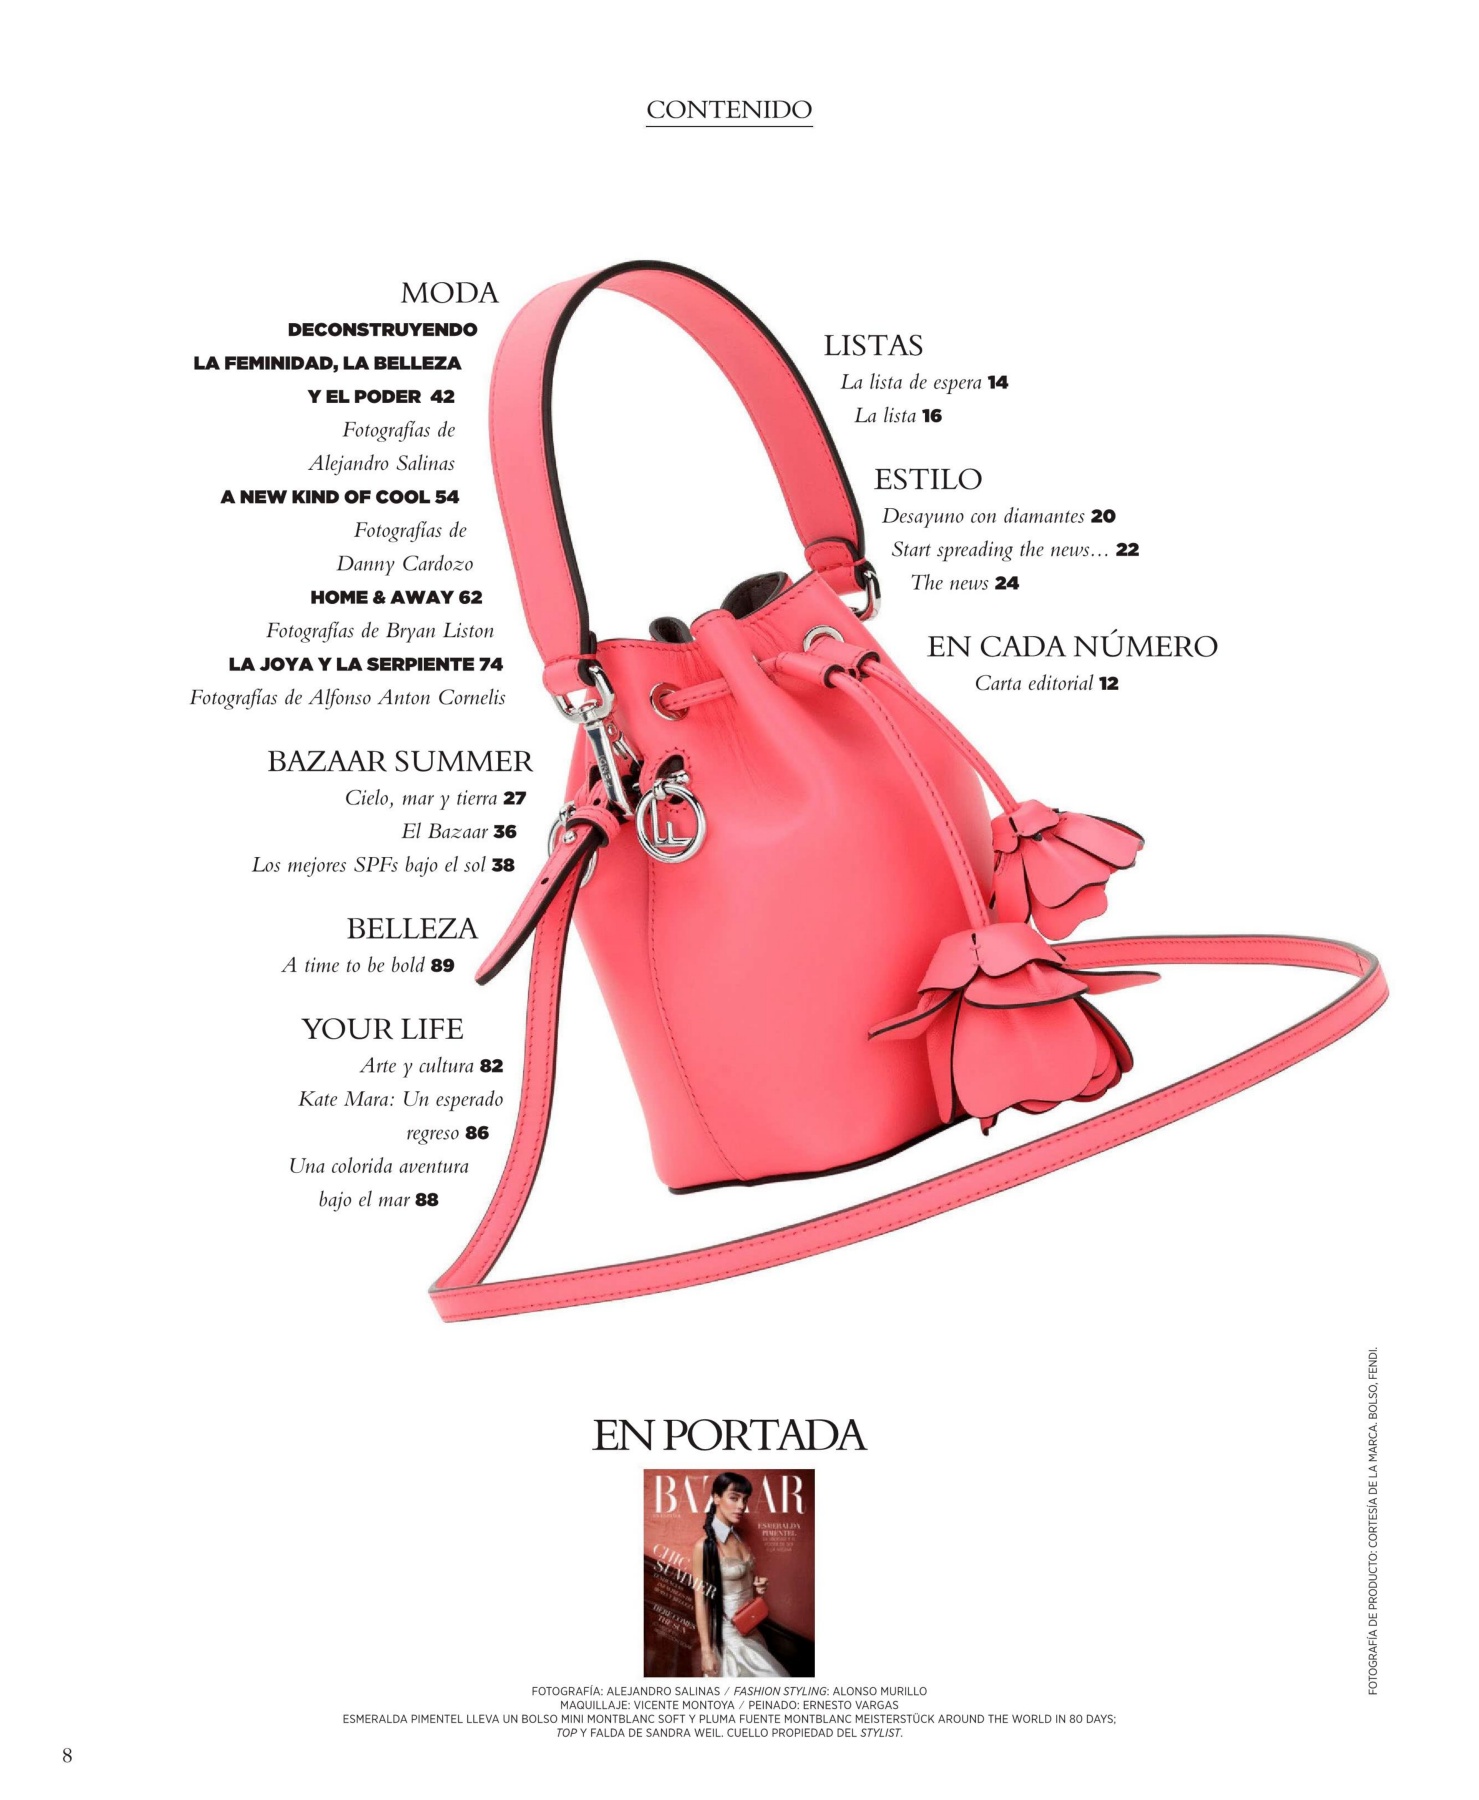 CONTENIDO
MODA
DECONSTRUYENDO
LA FEMINIDAD, LA BELLEZA
Y EL PODER 42
Fotografías de
Alejandro Salinas
A NEW KIND OF COOL 54
Fotografías de
Danny Cardozo
HOME & AWAY 62
Fotografías de Bryan Liston
LA JOYA Y LA SERPIENTE 74
Fotografías de Alfonso Anton Cornelis
BAZAAR SUMMER
Cielo, mar y tierra 27
El Bazaar 36
Los mejores SPFs bajo el sol 38
BELLEZA
A time to be bold 89
YOUR LIFE
Arte y cultura 82
Kate Mara: Un esperado
regreso 86
Una colorida aventura
bajo el mar 88
LISTAS
La lista de espera 14
La lista 16
ESTILO
Desayuno con diamantes 20
Start spreading the news... 22
The news 24
EN CADA NÚMERO
Carta editorial 12
FENDI
EN PORTADA
BAZAAR
ESMERALDA
PIMENTEL
CHIC
SUMMER
HERE COMES
THE SUN
FOTOGRAFÍA: ALEJANDRO SALINAS / FASHION STYLING: ALONSO MURILLO
MAQUILLAJE: VICENTE MONTOYA / PEINADO: ERNESTO VARGAS
ESMERALDA PIMENTEL LLEVA UN BOLSO MINI MONTBLANC SOFT Y PLUMA FUENTE MONTBLANC MEISTERSTÜCK AROUND THE WORLD IN 80 DAYS;
TOP Y FALDA DE SANDRA WEIL. CUELLO PROPIEDAD DEL STYLIST.
FOTOGRAFÍA DE PRODUCTO: CORTESÍA DE LA MARCA. BOLSO, FENDI.
8